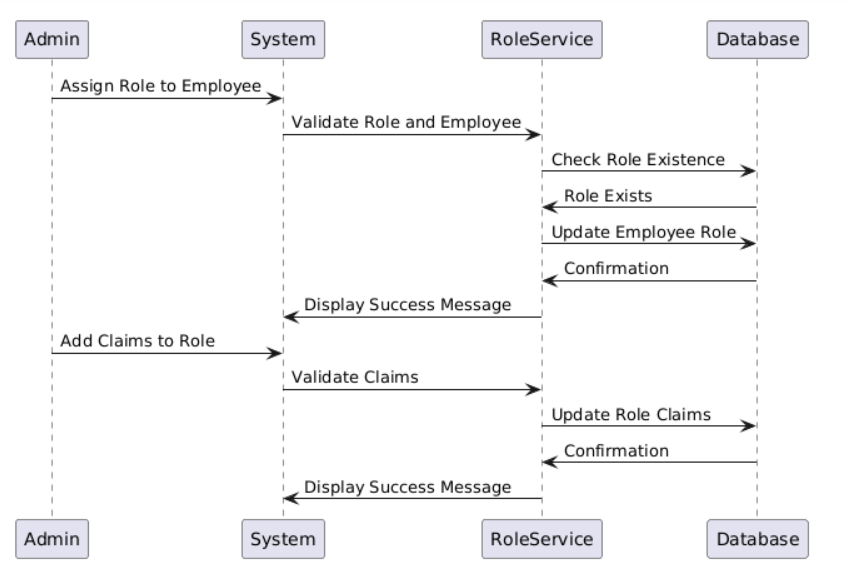 Admin System RoleService Database
Assign Role to Employee
Validate Role and Employee
Check Role Existence
Role Exists
Update Employee Role
Confirmation
Display Success Message
Add Claims to Role
Validate Claims
Update Role Claims
Confirmation
Display Success Message
Admin System RoleService Database